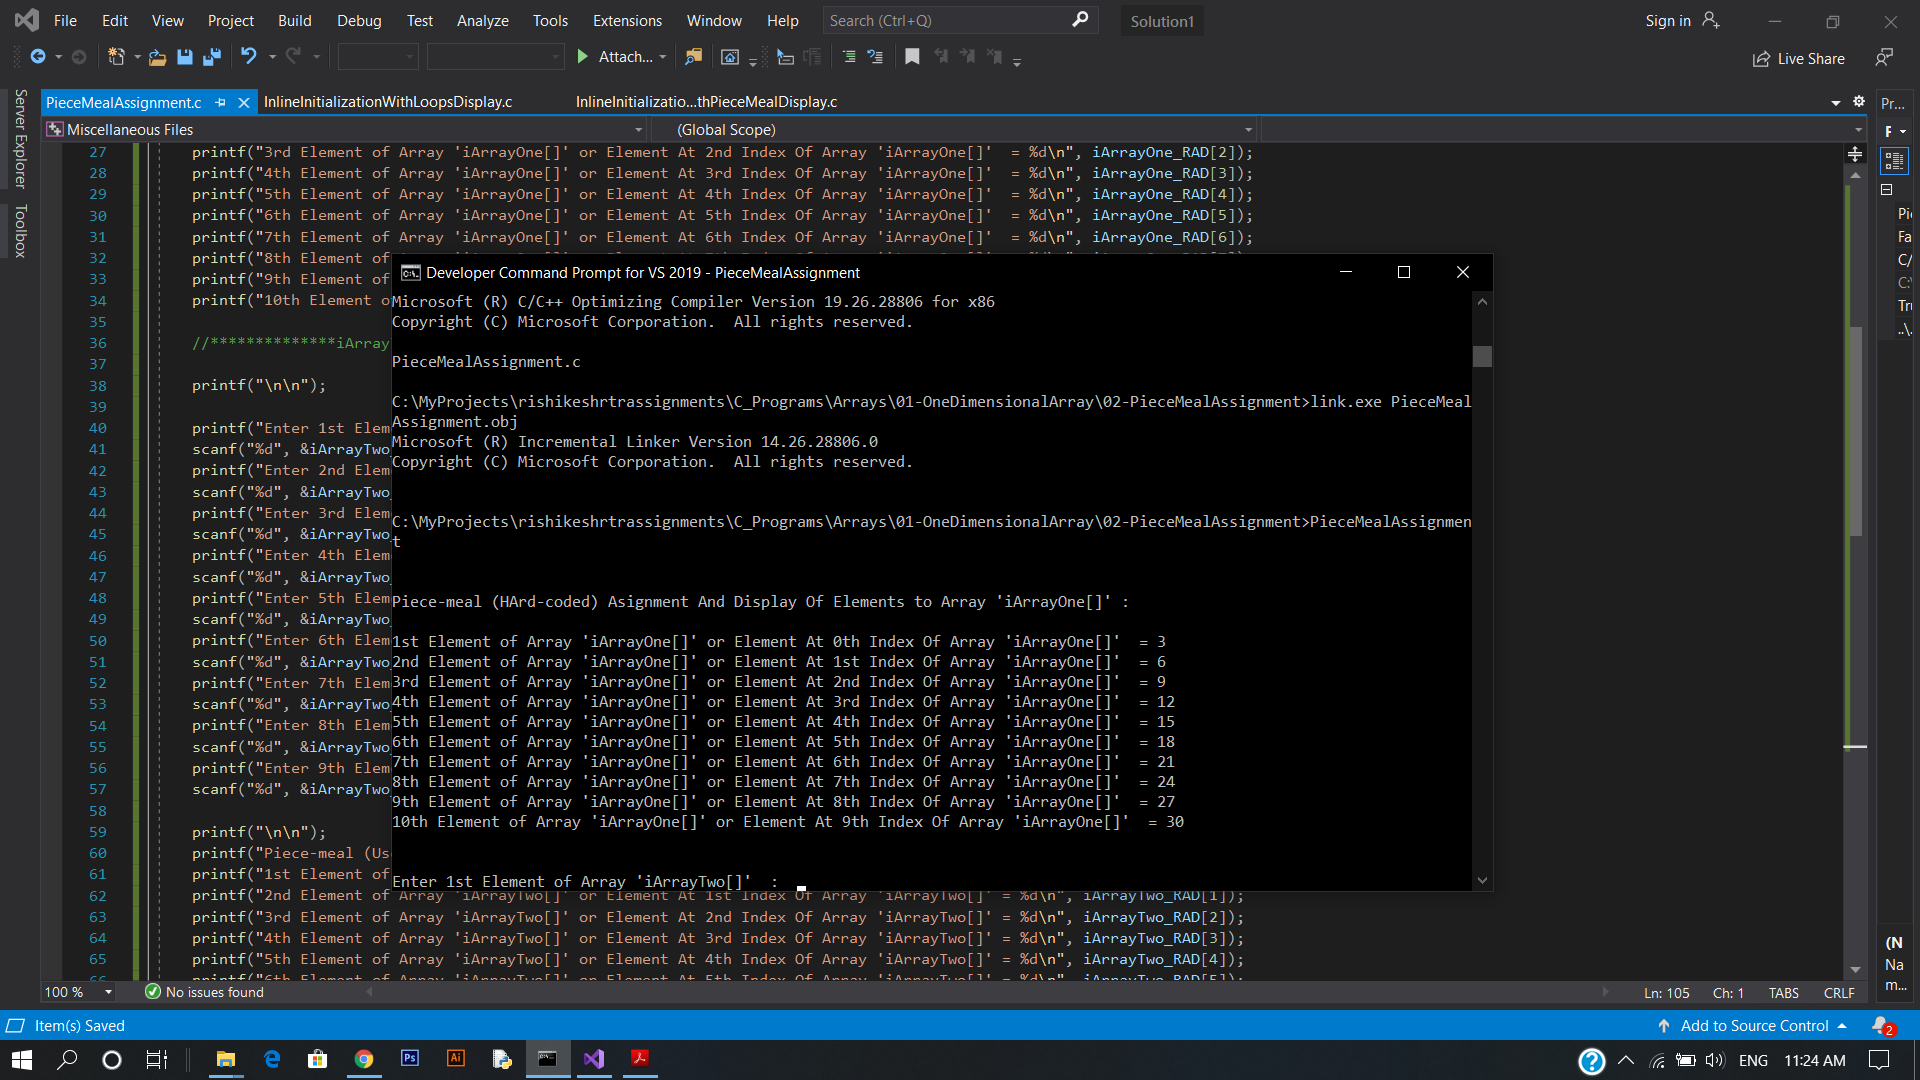 File Edit View Project Build Debug Test Analyze Tools Extensions Window Help Search (Ctrl+Q) Solution1 Sign in
Attach... Live Share
Server Explorer
Toolbox
PieceMealAssignment.c InlineInitializationWithLoopsDisplay.c InlineInitializatio...thPieceMealDisplay.c Pr...
Miscellaneous Files (Global Scope)
27 printf("3rd Element of Array 'iArrayOne[]' or Element At 2nd Index Of Array 'iArrayOne[]'  = %d\n", iArrayOne_RAD[2]);
28 printf("4th Element of Array 'iArrayOne[]' or Element At 3rd Index Of Array 'iArrayOne[]'  = %d\n", iArrayOne_RAD[3]);
29 printf("5th Element of Array 'iArrayOne[]' or Element At 4th Index Of Array 'iArrayOne[]'  = %d\n", iArrayOne_RAD[4]);
30 printf("6th Element of Array 'iArrayOne[]' or Element At 5th Index Of Array 'iArrayOne[]'  = %d\n", iArrayOne_RAD[5]);
31 printf("7th Element of Array 'iArrayOne[]' or Element At 6th Index Of Array 'iArrayOne[]'  = %d\n", iArrayOne_RAD[6]);
32 printf("8th Element of
33 printf("9th Element of
34 printf("10th Element o
35
36 //**************iArray
37
38 printf("\n\n");
39
40 printf("Enter 1st Elem
41 scanf("%d", &iArrayTwo
42 printf("Enter 2nd Elem
43 scanf("%d", &iArrayTwo
44 printf("Enter 3rd Elem
45 scanf("%d", &iArrayTwo
46 printf("Enter 4th Elem
47 scanf("%d", &iArrayTwo
48 printf("Enter 5th Elem
49 scanf("%d", &iArrayTwo
50 printf("Enter 6th Elem
51 scanf("%d", &iArrayTwo
52 printf("Enter 7th Elem
53 scanf("%d", &iArrayTwo
54 printf("Enter 8th Elem
55 scanf("%d", &iArrayTwo
56 printf("Enter 9th Elem
57 scanf("%d", &iArrayTwo
58
59 printf("\n\n");
60 printf("Piece-meal (Us
61 printf("1st Element of
62 printf("2nd Element of Array 'iArrayTwo[]' or Element At 1st Index Of Array 'iArrayTwo[]' = %d\n", iArrayTwo_RAD[1]);
63 printf("3rd Element of Array 'iArrayTwo[]' or Element At 2nd Index Of Array 'iArrayTwo[]' = %d\n", iArrayTwo_RAD[2]);
64 printf("4th Element of Array 'iArrayTwo[]' or Element At 3rd Index Of Array 'iArrayTwo[]' = %d\n", iArrayTwo_RAD[3]);
65 printf("5th Element of Array 'iArrayTwo[]' or Element At 4th Index Of Array 'iArrayTwo[]' = %d\n", iArrayTwo_RAD[4]);
Developer Command Prompt for VS 2019 - PieceMealAssignment
Microsoft (R) C/C++ Optimizing Compiler Version 19.26.28806 for x86
Copyright (C) Microsoft Corporation.  All rights reserved.
PieceMealAssignment.c
C:\MyProjects\rishikeshrtrassignments\C_Programs\Arrays\01-OneDimensionalArray\02-PieceMealAssignment>link.exe PieceMeal
Assignment.obj
Microsoft (R) Incremental Linker Version 14.26.28806.0
Copyright (C) Microsoft Corporation.  All rights reserved.
C:\MyProjects\rishikeshrtrassignments\C_Programs\Arrays\01-OneDimensionalArray\02-PieceMealAssignment>PieceMealAssignmen
t
Piece-meal (HArd-coded) Asignment And Display Of Elements to Array 'iArrayOne[]' :
1st Element of Array 'iArrayOne[]' or Element At 0th Index Of Array 'iArrayOne[]'  = 3
2nd Element of Array 'iArrayOne[]' or Element At 1st Index Of Array 'iArrayOne[]'  = 6
3rd Element of Array 'iArrayOne[]' or Element At 2nd Index Of Array 'iArrayOne[]'  = 9
4th Element of Array 'iArrayOne[]' or Element At 3rd Index Of Array 'iArrayOne[]'  = 12
5th Element of Array 'iArrayOne[]' or Element At 4th Index Of Array 'iArrayOne[]'  = 15
6th Element of Array 'iArrayOne[]' or Element At 5th Index Of Array 'iArrayOne[]'  = 18
7th Element of Array 'iArrayOne[]' or Element At 6th Index Of Array 'iArrayOne[]'  = 21
8th Element of Array 'iArrayOne[]' or Element At 7th Index Of Array 'iArrayOne[]'  = 24
9th Element of Array 'iArrayOne[]' or Element At 8th Index Of Array 'iArrayOne[]'  = 27
10th Element of Array 'iArrayOne[]' or Element At 9th Index Of Array 'iArrayOne[]'  = 30
Enter 1st Element of Array 'iArrayTwo[]'  :
100 % No issues found Ln: 105 Ch: 1 TABS CRLF
Item(s) Saved Add to Source Control 2
ENG 11:24 AM